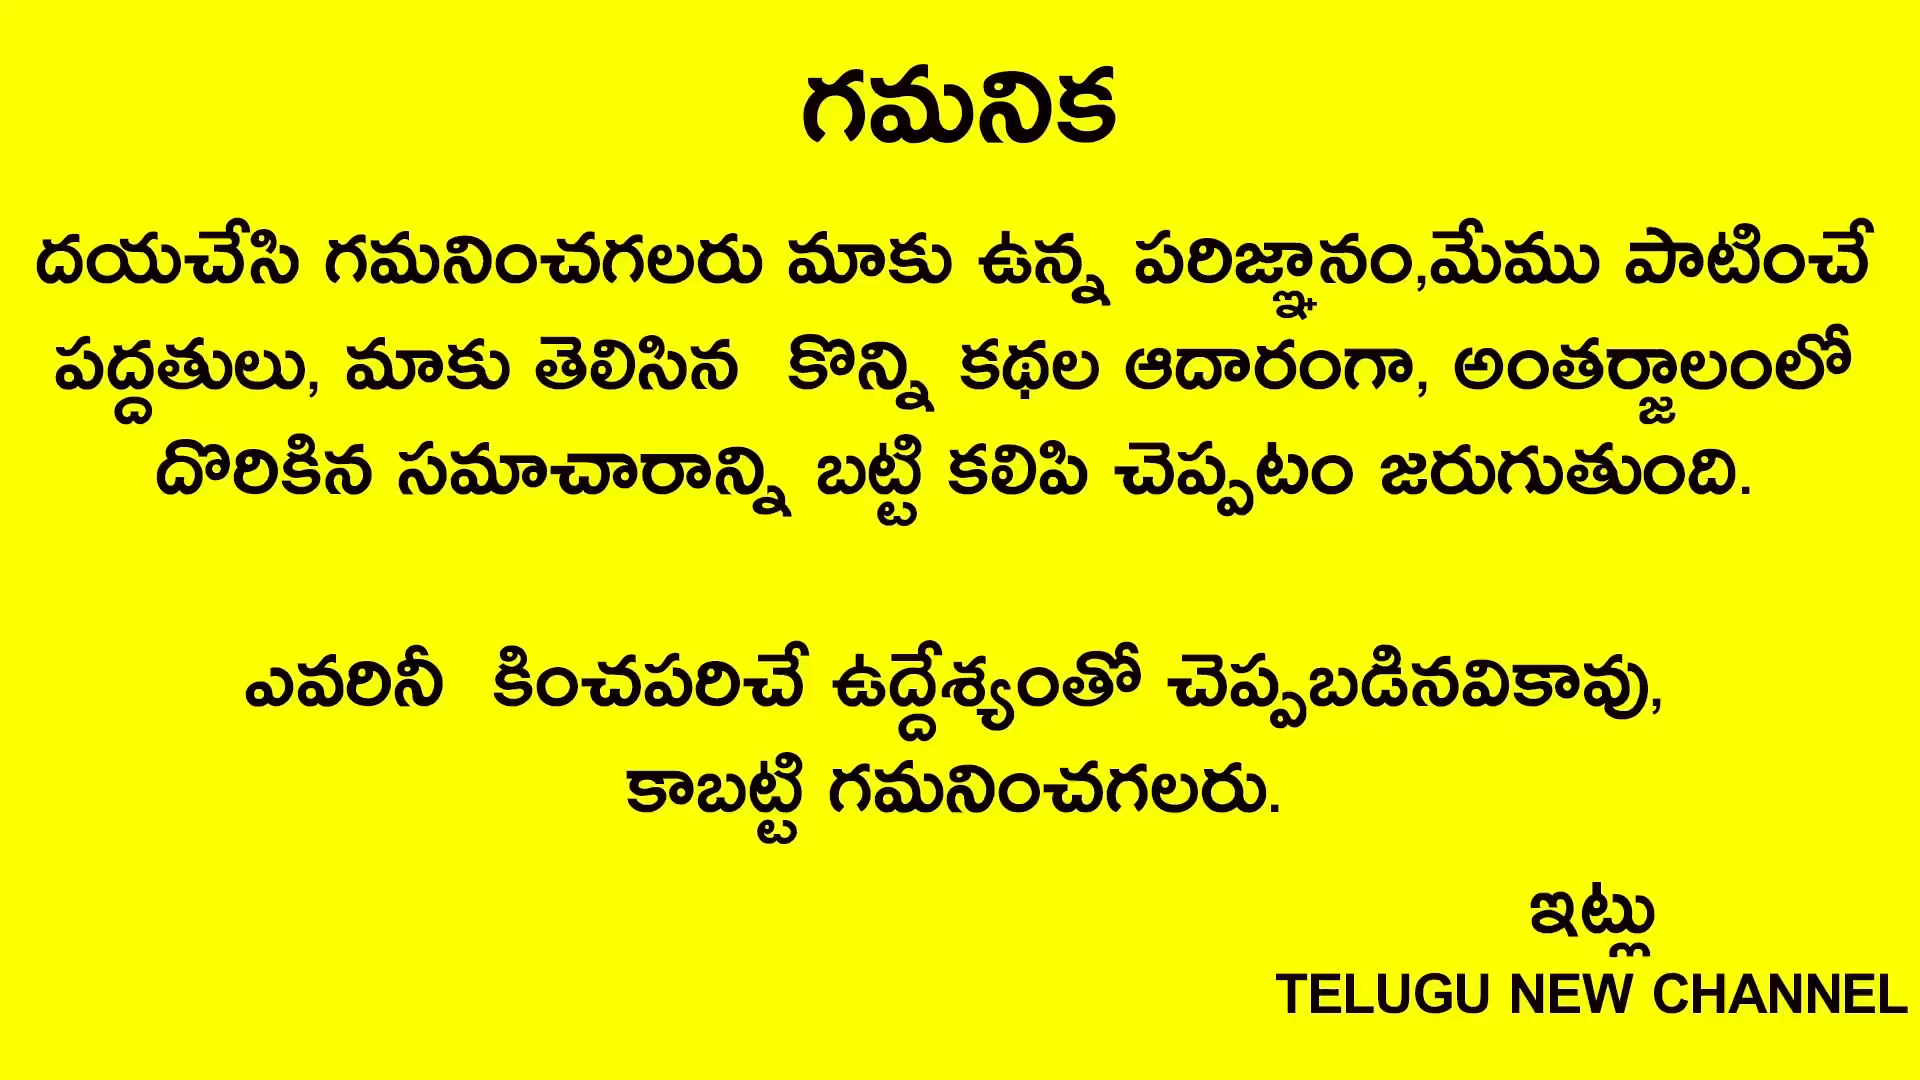 గమనిక
దయచేసి గమనించగలరు మాకు ఉన్న పరిజ్ఞానం,మేము పాటించే
పద్దతులు, మాకు తెలిసిన కొన్ని కథల ఆదారంగా, అంతర్జాలంలో
దొరికిన సమాచారాన్ని బట్టి కలిపి చెప్పటం జరుగుతుంది.
ఎవరినీ కించపరిచే ఉద్దేశ్యంతో చెప్పబడినవికావు,
కాబట్టి గమనించగలరు.
ఇట్లు
TELUGU NEW CHANNEL